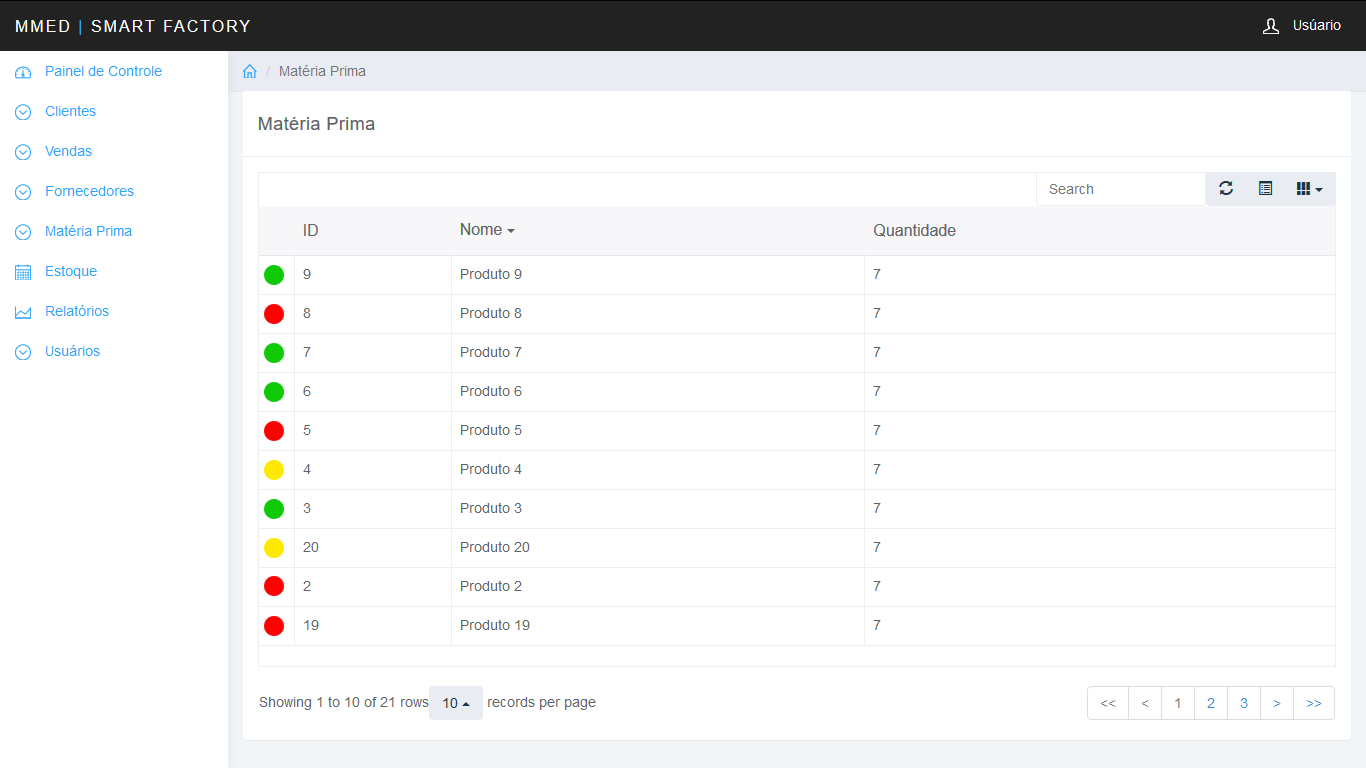 MMED | SMART FACTORY
Usúario
Painel de Controle
Clientes
Vendas
Fornecedores
Matéria Prima
Estoque
Relatórios
Usuários
/ Matéria Prima
Matéria Prima
Search
ID Nome Quantidade
9 Produto 9 7
8 Produto 8 7
7 Produto 7 7
6 Produto 6 7
5 Produto 5 7
4 Produto 4 7
3 Produto 3 7
20 Produto 20 7
2 Produto 2 7
19 Produto 19 7
Showing 1 to 10 of 21 rows 10 records per page
<< < 1 2 3 > >>